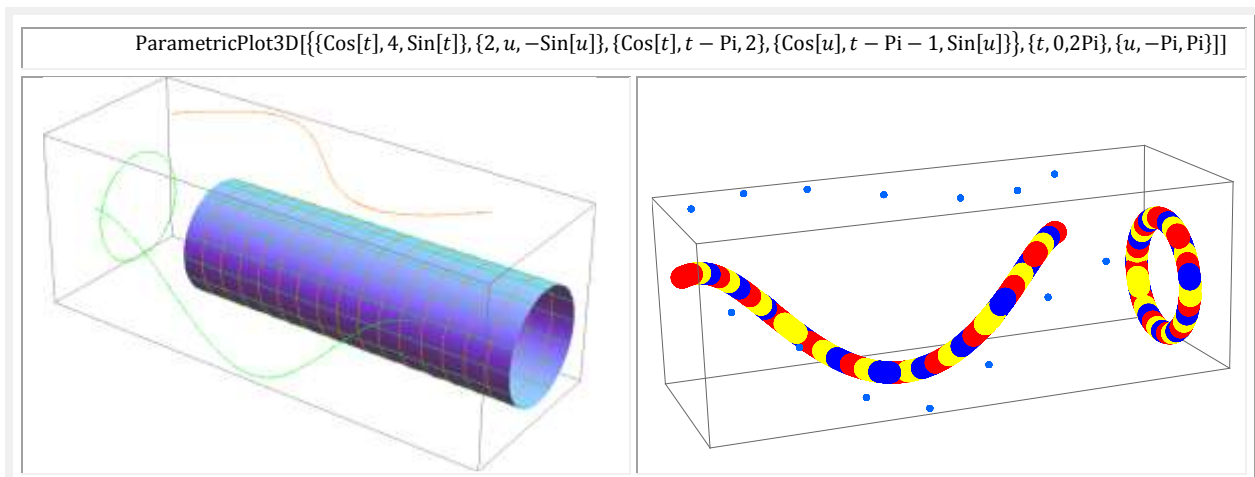 ParametricPlot3D[{{Cos[t], 4, Sin[t]}, {2, u, −Sin[u]}, {Cos[t], t − Pi, 2}, {Cos[u], t − Pi − 1, Sin[u]}}, {t, 0,2Pi}, {u, −Pi, Pi}]]